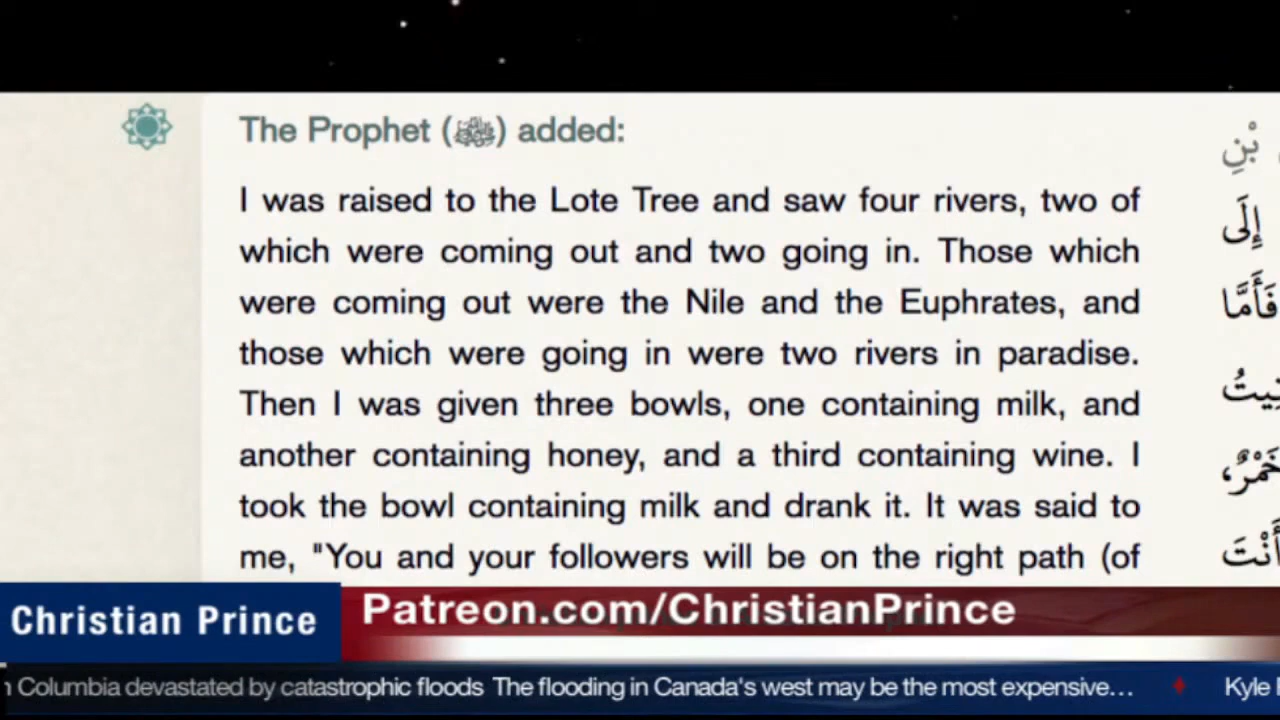 The Prophet (ﷺ) added:
I was raised to the Lote Tree and saw four rivers, two of
which were coming out and two going in. Those which
were coming out were the Nile and the Euphrates, and
those which were going in were two rivers in paradise.
Then I was given three bowls, one containing milk, and
another containing honey, and a third containing wine. I
took the bowl containing milk and drank it. It was said to
me, "You and your followers will be on the right path (of
بْنِ
إِلَى
فَأَمَّا
أَنْتَ
Christian Prince
Patreon.com/ChristianPrince
Columbia devastated by catastrophic floods The flooding in Canada's west may be the most expensive... Kyle